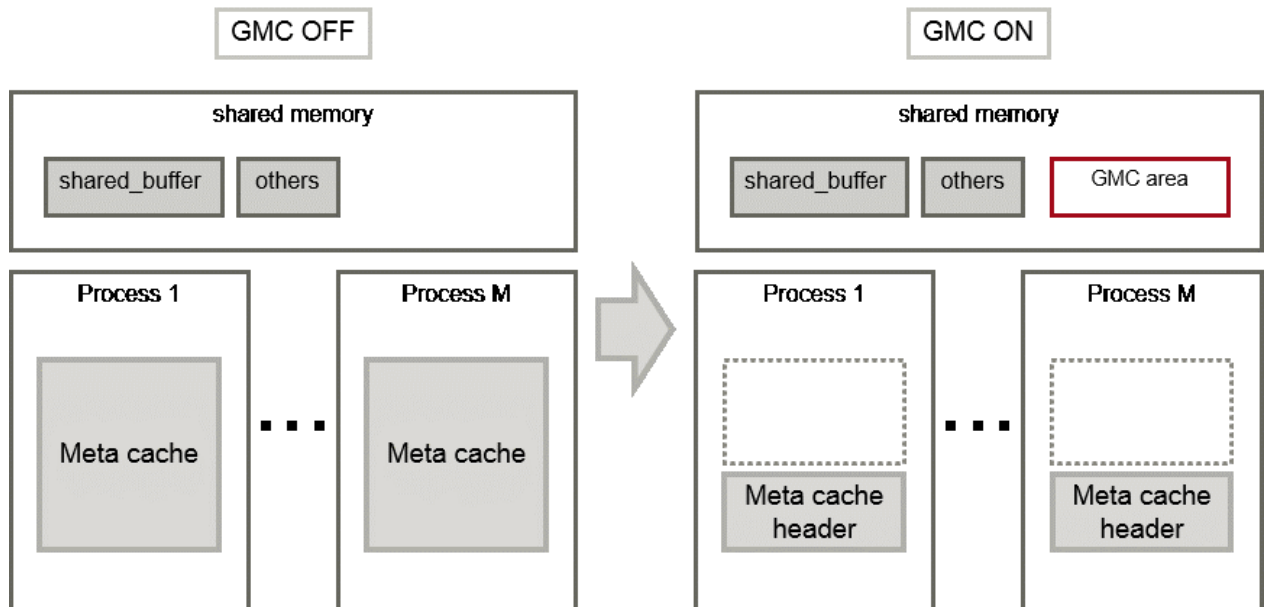 GMC OFF
GMC ON
shared memory
shared_buffer
others
Process 1
Process M
Meta cache
Meta cache
shared memory
shared_buffer
others
GMC area
Process 1
Process M
Meta cache
header
Meta cache
header